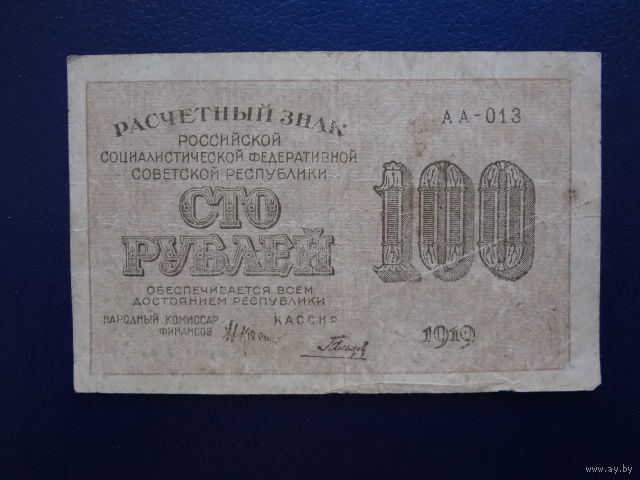 РАСЧЕТНЫЙ ЗНАК
РОССИЙСКОЙ
СОЦИАЛИСТИЧЕСКОЙ ФЕДЕРАТИВНОЙ
СОВЕТСКОЙ РЕСПУБЛИКИ
СТО
РУБЛЕЙ
ОБЕСПЕЧИВАЕТСЯ ВСЕМ
ДОСТОЯНИЕМ РЕСПУБЛИКИ
НАРОДНЫЙ КОМИССАР
ФИНАНСОВ
КАССИР
АА-013
100
1919
www.ay.by